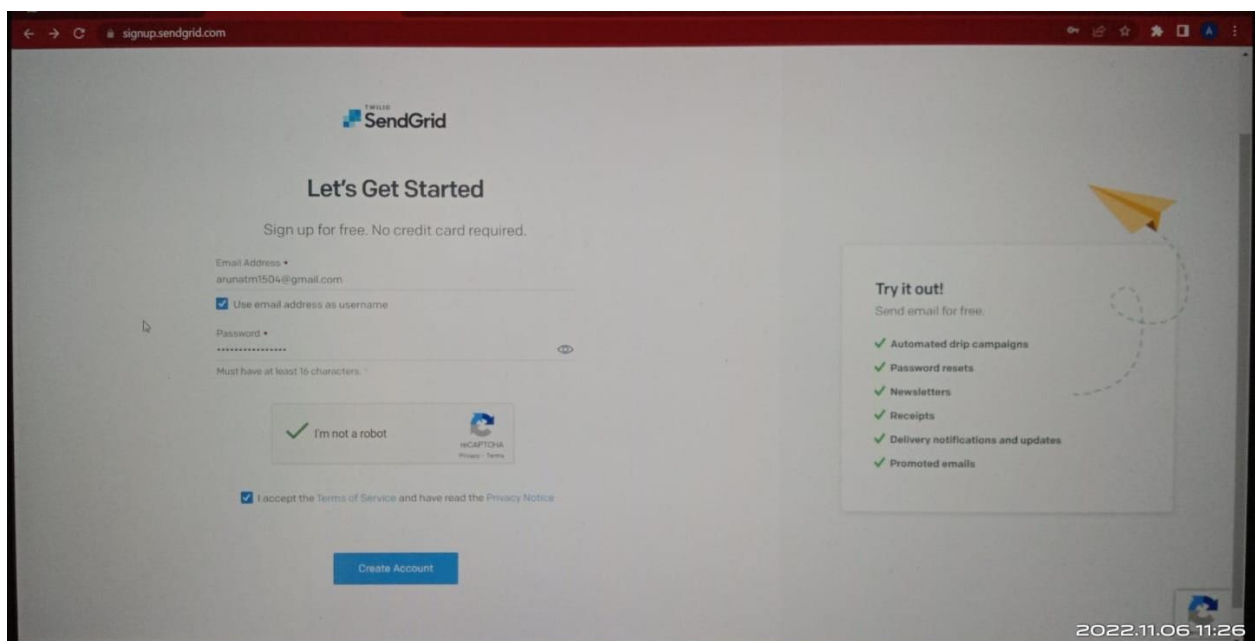 signup.sendgrid.com
A
TWILIO
SendGrid
Let's Get Started
Sign up for free. No credit card required.
Email Address •
arunatm1504@gmail.com
Use email address as username
Password •
••••••••••••••••
Must have at least 16 characters.
I'm not a robot
reCAPTCHA
Privacy - Terms
I accept the Terms of Service and have read the Privacy Notice
Create Account
Try it out!
Send email for free.
Automated drip campaigns
Password resets
Newsletters
Receipts
Delivery notifications and updates
Promoted emails
2022.11.06 11:26